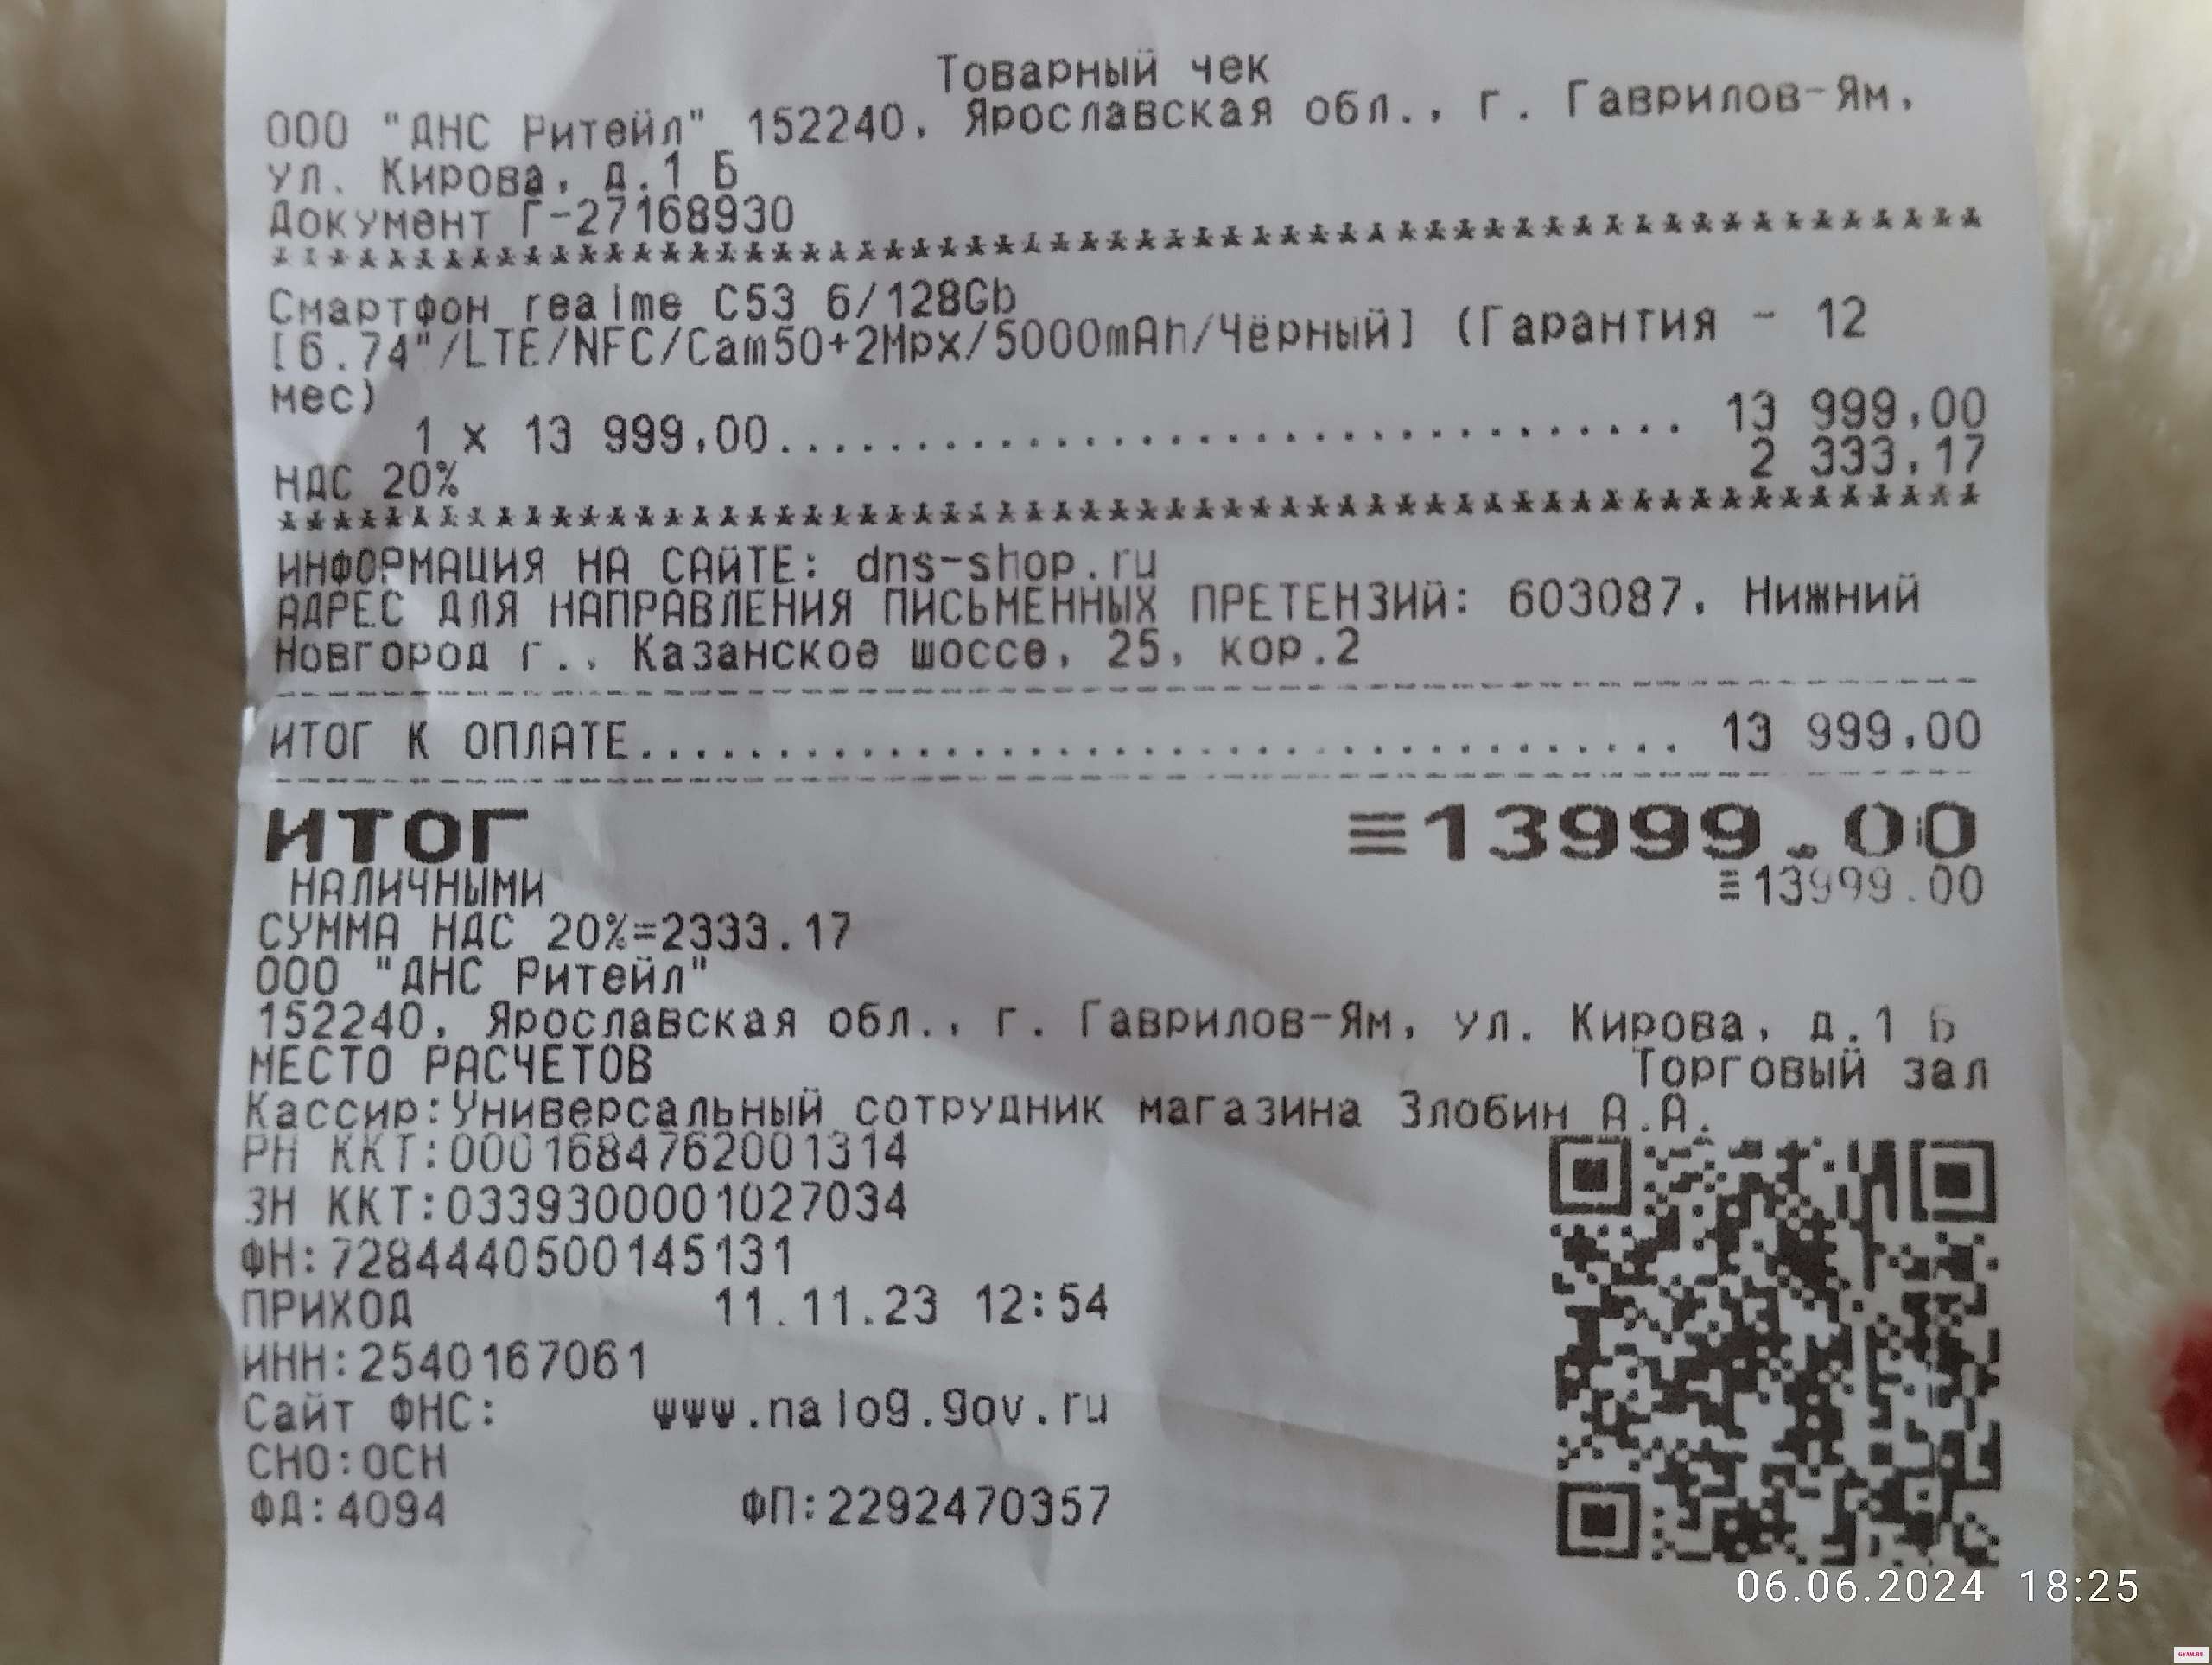 Товарный чек
ООО "ДНС Ритейл" 152240, Ярославская обл., г. Гаврилов-Ям,
ул. Кирова, д.1 Б
Документ Г-27168930
************************************************************
Смартфон realme C53 6/128Gb
[6.74"/LTE/NFC/Cam50+2Mpx/5000mAh/Чёрный] (Гарантия - 12
мес)
1 x 13 999,00................................ 13 999,00
НДС 20% 2 333,17
************************************************************
ИНФОРМАЦИЯ НА САЙТЕ: dns-shop.ru
АДРЕС ДЛЯ НАПРАВЛЕНИЯ ПИСЬМЕННЫХ ПРЕТЕНЗИЙ: 603087, Нижний
Новгород г., Казанское шоссе, 25, кор.2
ИТОГ К ОПЛАТЕ..................................... 13 999,00
ИТОГ ≡13999.00
НАЛИЧНЫМИ ≡13999.00
СУММА НДС 20%=2333.17
ООО "ДНС Ритейл"
152240, Ярославская обл., г. Гаврилов-Ям, ул. Кирова, д.1 Б
МЕСТО РАСЧЕТОВ Торговый зал
Кассир:Универсальный сотрудник магазина Злобин А.А.
РН ККТ:0001684762001314
ЗН ККТ:0339300001027034
ФН:7284440500145131
ПРИХОД 11.11.23 12:54
ИНН:2540167061
Сайт ФНС: www.nalog.gov.ru
СНО:ОСН
ФД:4094 ФП:2292470357
06.06.2024 18:25
GYAM.RU